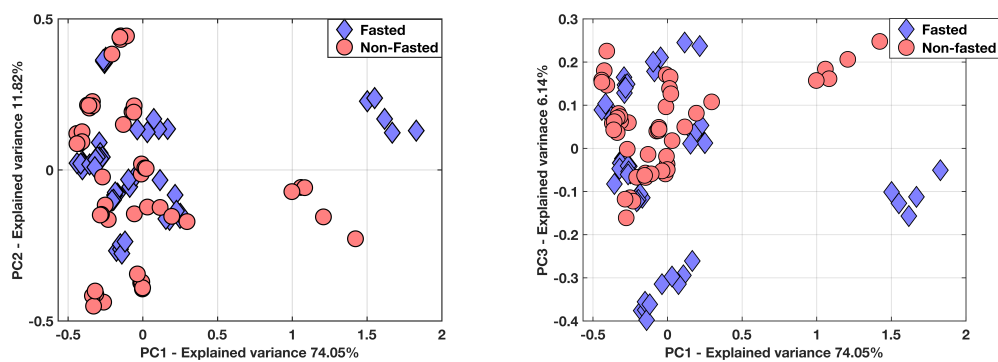 0.5
0
-0.5
PC2 - Explained variance 11.82%
-0.5
0
0.5
1
1.5
2
PC1 - Explained variance 74.05%
Fasted
Non-Fasted
0.3
0.2
0.1
0
-0.1
-0.2
-0.3
-0.4
PC3 - Explained varinace 6.14%
-0.5
0
0.5
1
1.5
2
PC1 - Explained variance 74.05%
Fasted
Non-fasted